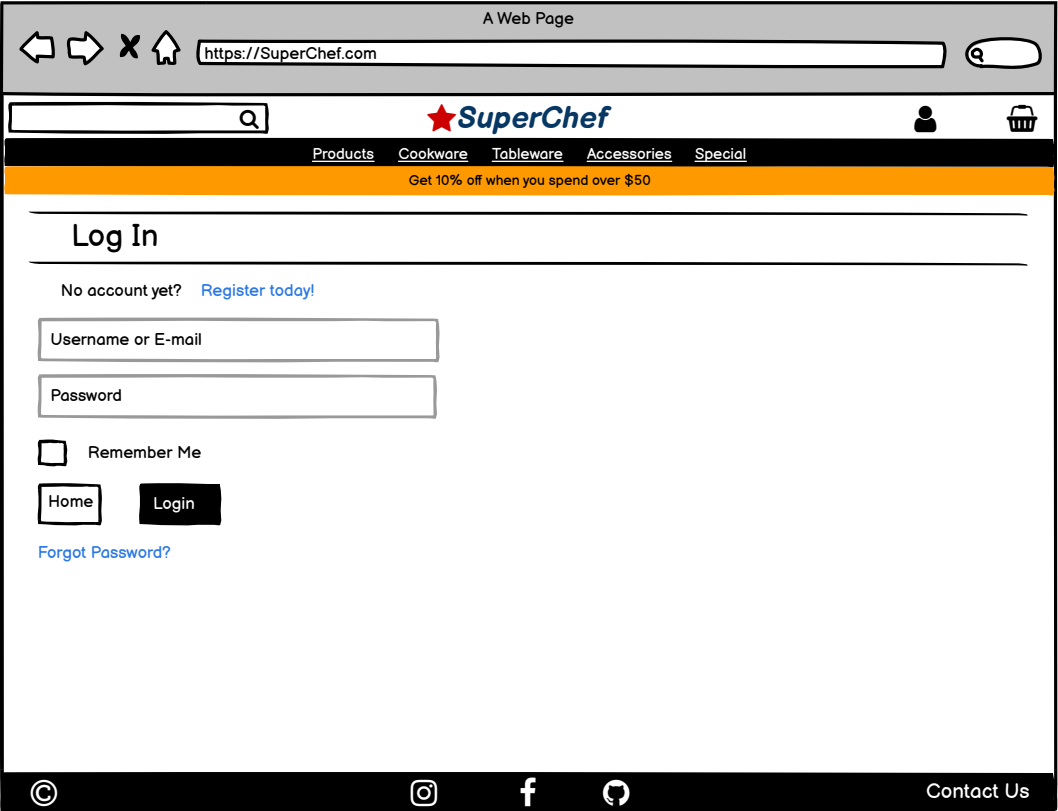 A Web Page
https://SuperChef.com
SuperChef
Products Cookware Tableware Accessories Special
Get 10% off when you spend over $50
Log In
No account yet? Register today!
Username or E-mail
Password
Remember Me
Home Login
Forgot Password?
© Contact Us